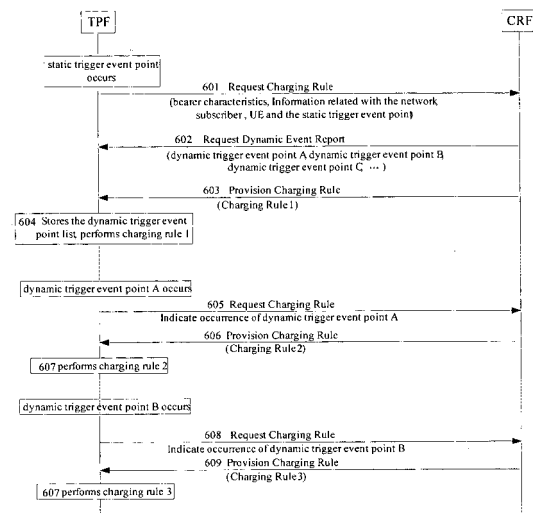 TPF
CRF
static trigger event point
occurs
601 Request Charging Rule
(bearer characteristics, Information related with the network
subscriber, UE and the static trigger event point)
602 Request Dynamic Event Report
(dynamic trigger event point A dynamic trigger event point B,
dynamic trigger event point C, ··· )
603 Provision Charging Rule
(Charging Rule1)
604 Stores the dynamic trigger event
point list, performs charging rule 1
dynamic trigger event point A occurs
605 Request Charging Rule
Indicate occurrence of dynamic trigger event point A
606 Provision Charging Rule
(Charging Rule2)
607 performs charging rule 2
dynamic trigger event point B occurs
608 Request Charging Rule
Indicate occurrence of dynamic trigger event point B
609 Provision Charging Rule
(Charging Rule3)
607 performs charging rule 3